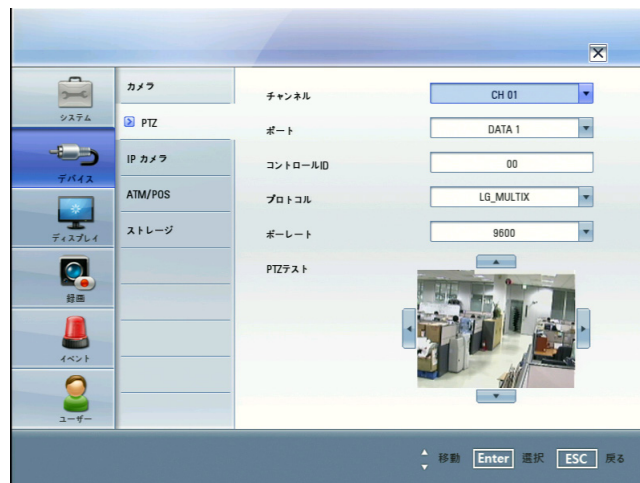 システム
デバイス
ディスプレイ
録画
イベント
ユーザー
カメラ
PTZ
IP カメラ
ATM/POS
ストレージ
チャンネル CH 01
ポート DATA 1
コントロールID 00
プロトコル LG_MULTIX
ボーレート 9600
PTZテスト
移動 Enter 選択 ESC 戻る